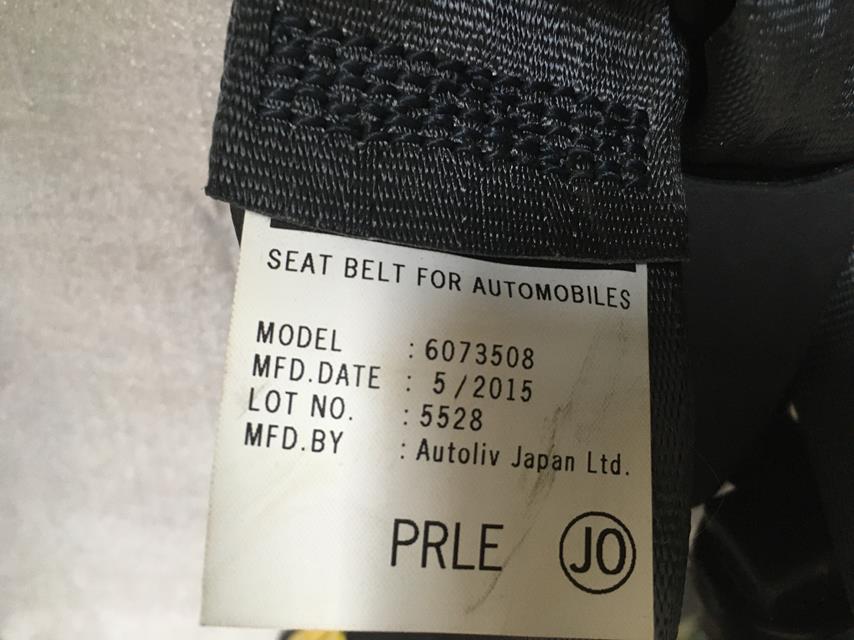 SEAT BELT FOR AUTOMOBILES
MODEL : 6073508
MFD.DATE : 5/2015
LOT NO. : 5528
MFD.BY : Autoliv Japan Ltd.
PRLE JO